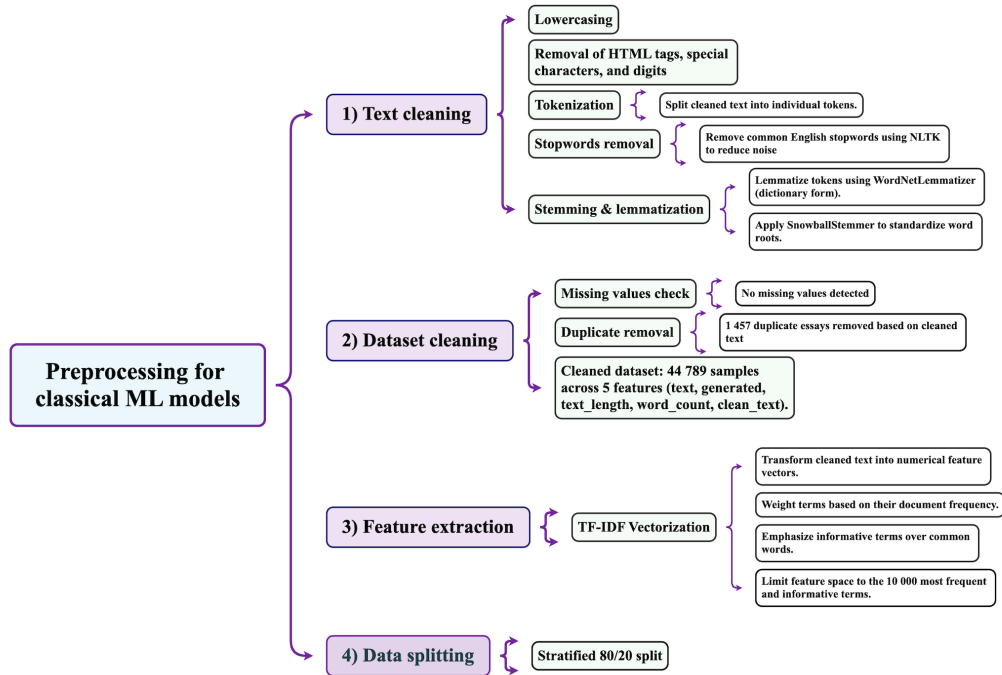 Preprocessing for
classical ML models
1) Text cleaning
Lowercasing
Removal of HTML tags, special
characters, and digits
Tokenization
Split cleaned text into individual tokens.
Stopwords removal
Remove common English stopwords using NLTK
to reduce noise
Stemming & lemmatization
Lemmatize tokens using WordNetLemmatizer
(dictionary form).
Apply SnowballStemmer to standardize word
roots.
2) Dataset cleaning
Missing values check
No missing values detected
Duplicate removal
1 457 duplicate essays removed based on cleaned
text
Cleaned dataset: 44 789 samples
across 5 features (text, generated,
text_length, word_count, clean_text).
3) Feature extraction
TF-IDF Vectorization
Transform cleaned text into numerical feature
vectors.
Weight terms based on their document frequency.
Emphasize informative terms over common
words.
Limit feature space to the 10 000 most frequent
and informative terms.
4) Data splitting
Stratified 80/20 split